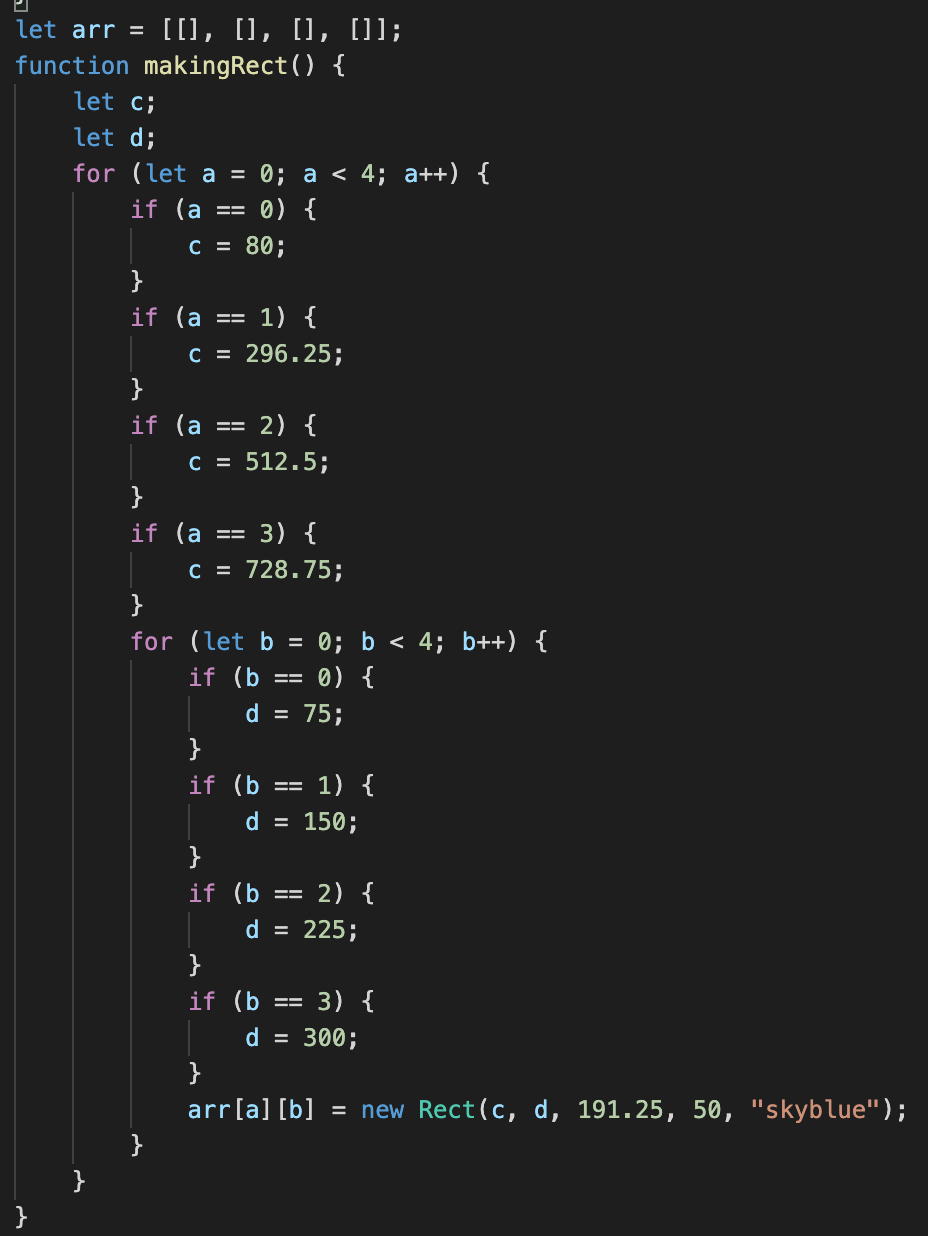 }
let arr = [[], [], [], []];
function makingRect() {
    let c;
    let d;
    for (let a = 0; a < 4; a++) {
        if (a == 0) {
            c = 80;
        }
        if (a == 1) {
            c = 296.25;
        }
        if (a == 2) {
            c = 512.5;
        }
        if (a == 3) {
            c = 728.75;
        }
        for (let b = 0; b < 4; b++) {
            if (b == 0) {
                d = 75;
            }
            if (b == 1) {
                d = 150;
            }
            if (b == 2) {
                d = 225;
            }
            if (b == 3) {
                d = 300;
            }
            arr[a][b] = new Rect(c, d, 191.25, 50, "skyblue");
        }
    }
}